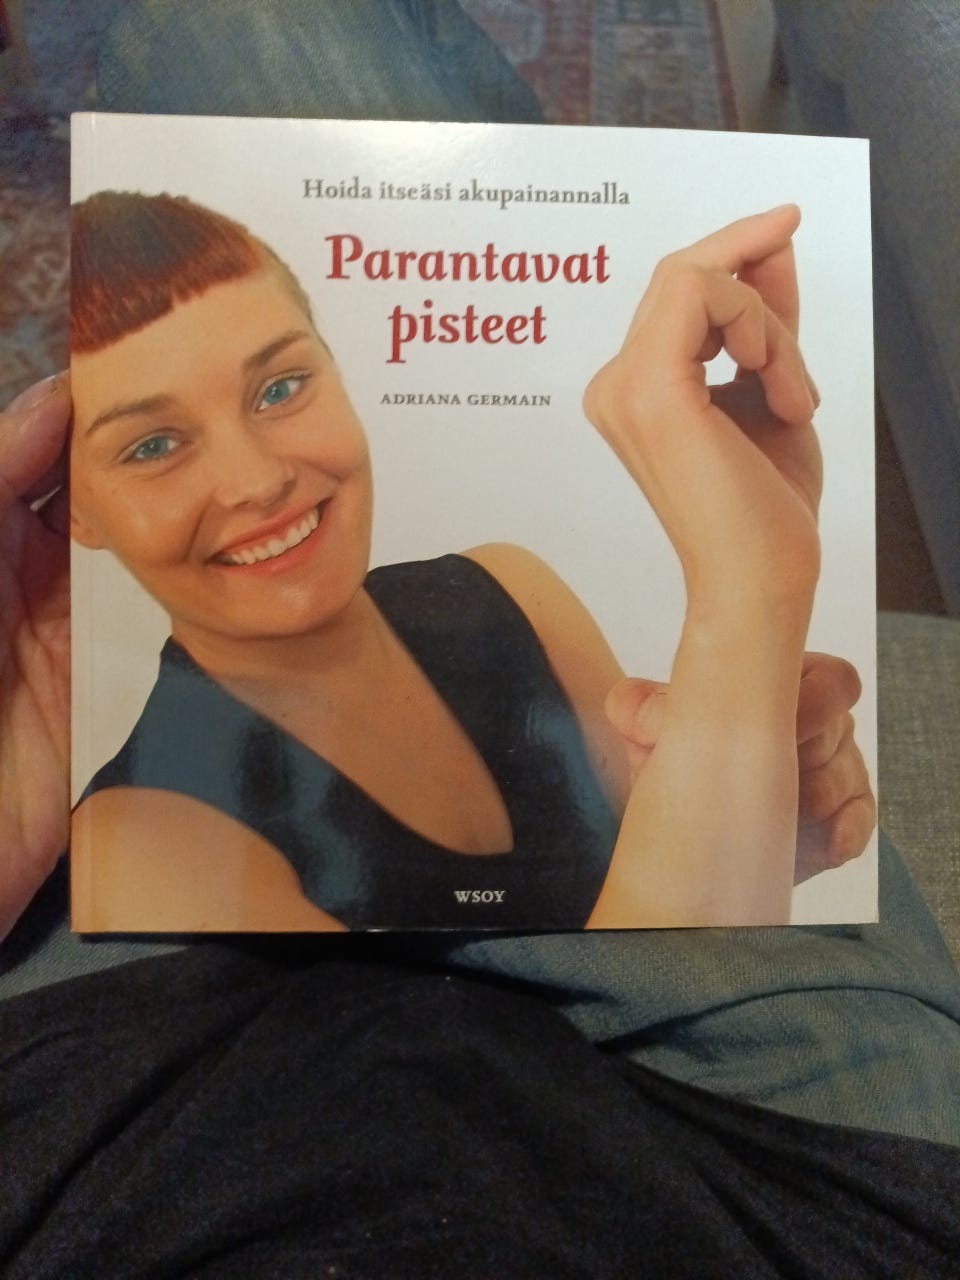 Hoida itseäsi akupainannalla
Parantavat
pisteet
ADRIANA GERMAIN
WSOY